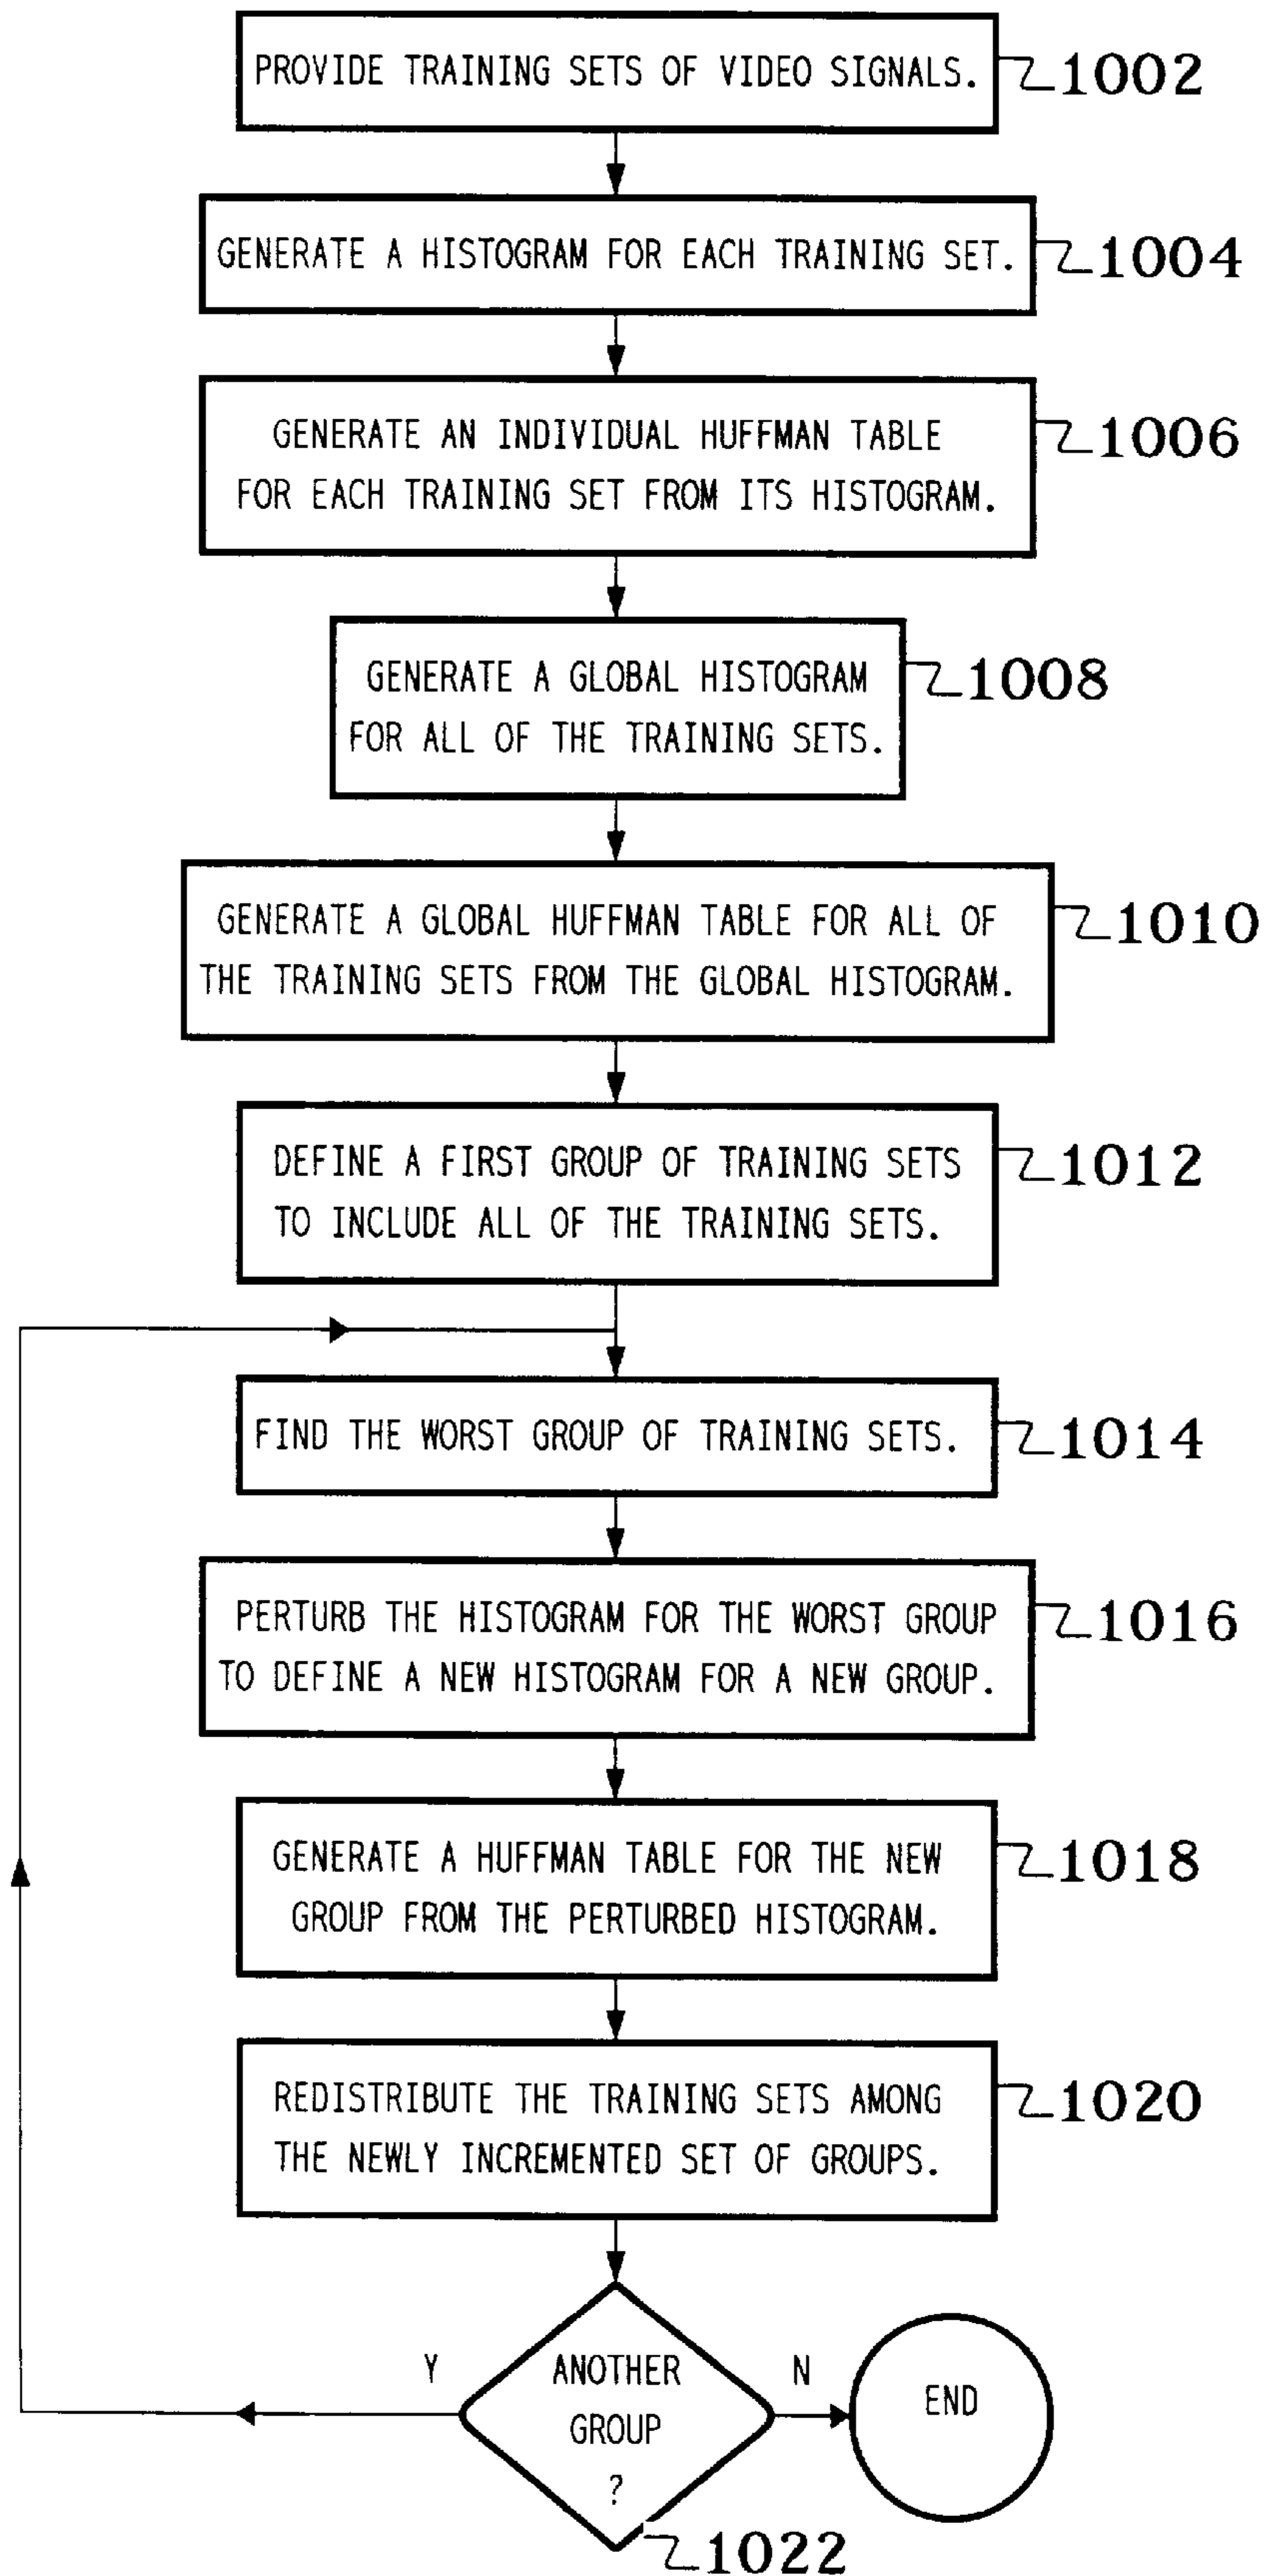 PROVIDE TRAINING SETS OF VIDEO SIGNALS.
1002
GENERATE A HISTOGRAM FOR EACH TRAINING SET.
1004
GENERATE AN INDIVIDUAL HUFFMAN TABLE
FOR EACH TRAINING SET FROM ITS HISTOGRAM.
1006
GENERATE A GLOBAL HISTOGRAM
FOR ALL OF THE TRAINING SETS.
1008
GENERATE A GLOBAL HUFFMAN TABLE FOR ALL OF
THE TRAINING SETS FROM THE GLOBAL HISTOGRAM.
1010
DEFINE A FIRST GROUP OF TRAINING SETS
TO INCLUDE ALL OF THE TRAINING SETS.
1012
FIND THE WORST GROUP OF TRAINING SETS.
1014
PERTURB THE HISTOGRAM FOR THE WORST GROUP
TO DEFINE A NEW HISTOGRAM FOR A NEW GROUP.
1016
GENERATE A HUFFMAN TABLE FOR THE NEW
GROUP FROM THE PERTURBED HISTOGRAM.
1018
REDISTRIBUTE THE TRAINING SETS AMONG
THE NEWLY INCREMENTED SET OF GROUPS.
1020
Y
ANOTHER
GROUP
?
N
END
1022